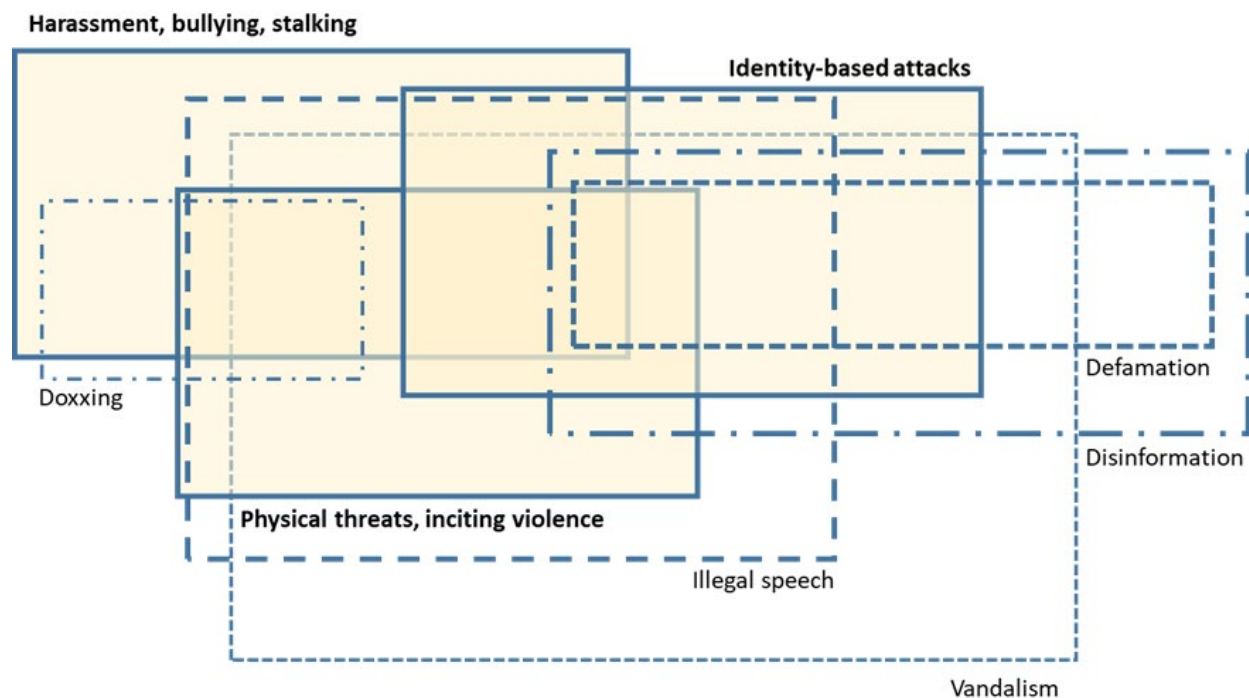 Harassment, bullying, stalking
Identity-based attacks
Doxxing
Defamation
Disinformation
Physical threats, inciting violence
Illegal speech
Vandalism